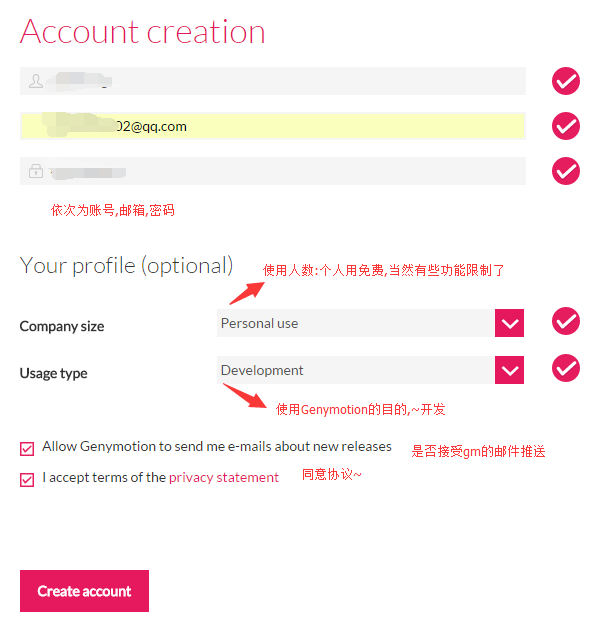 Account creation
02@qq.com
依次为账号,邮箱,密码
Your profile (optional)
使用人数:个人用免费,当然有些功能限制了
Company size
Personal use
Usage type
Development
使用Genymotion的目的,~开发
Allow Genymotion to send me e-mails about new releases
是否接受gm的邮件推送
I accept terms of the privacy statement
同意协议~
Create account